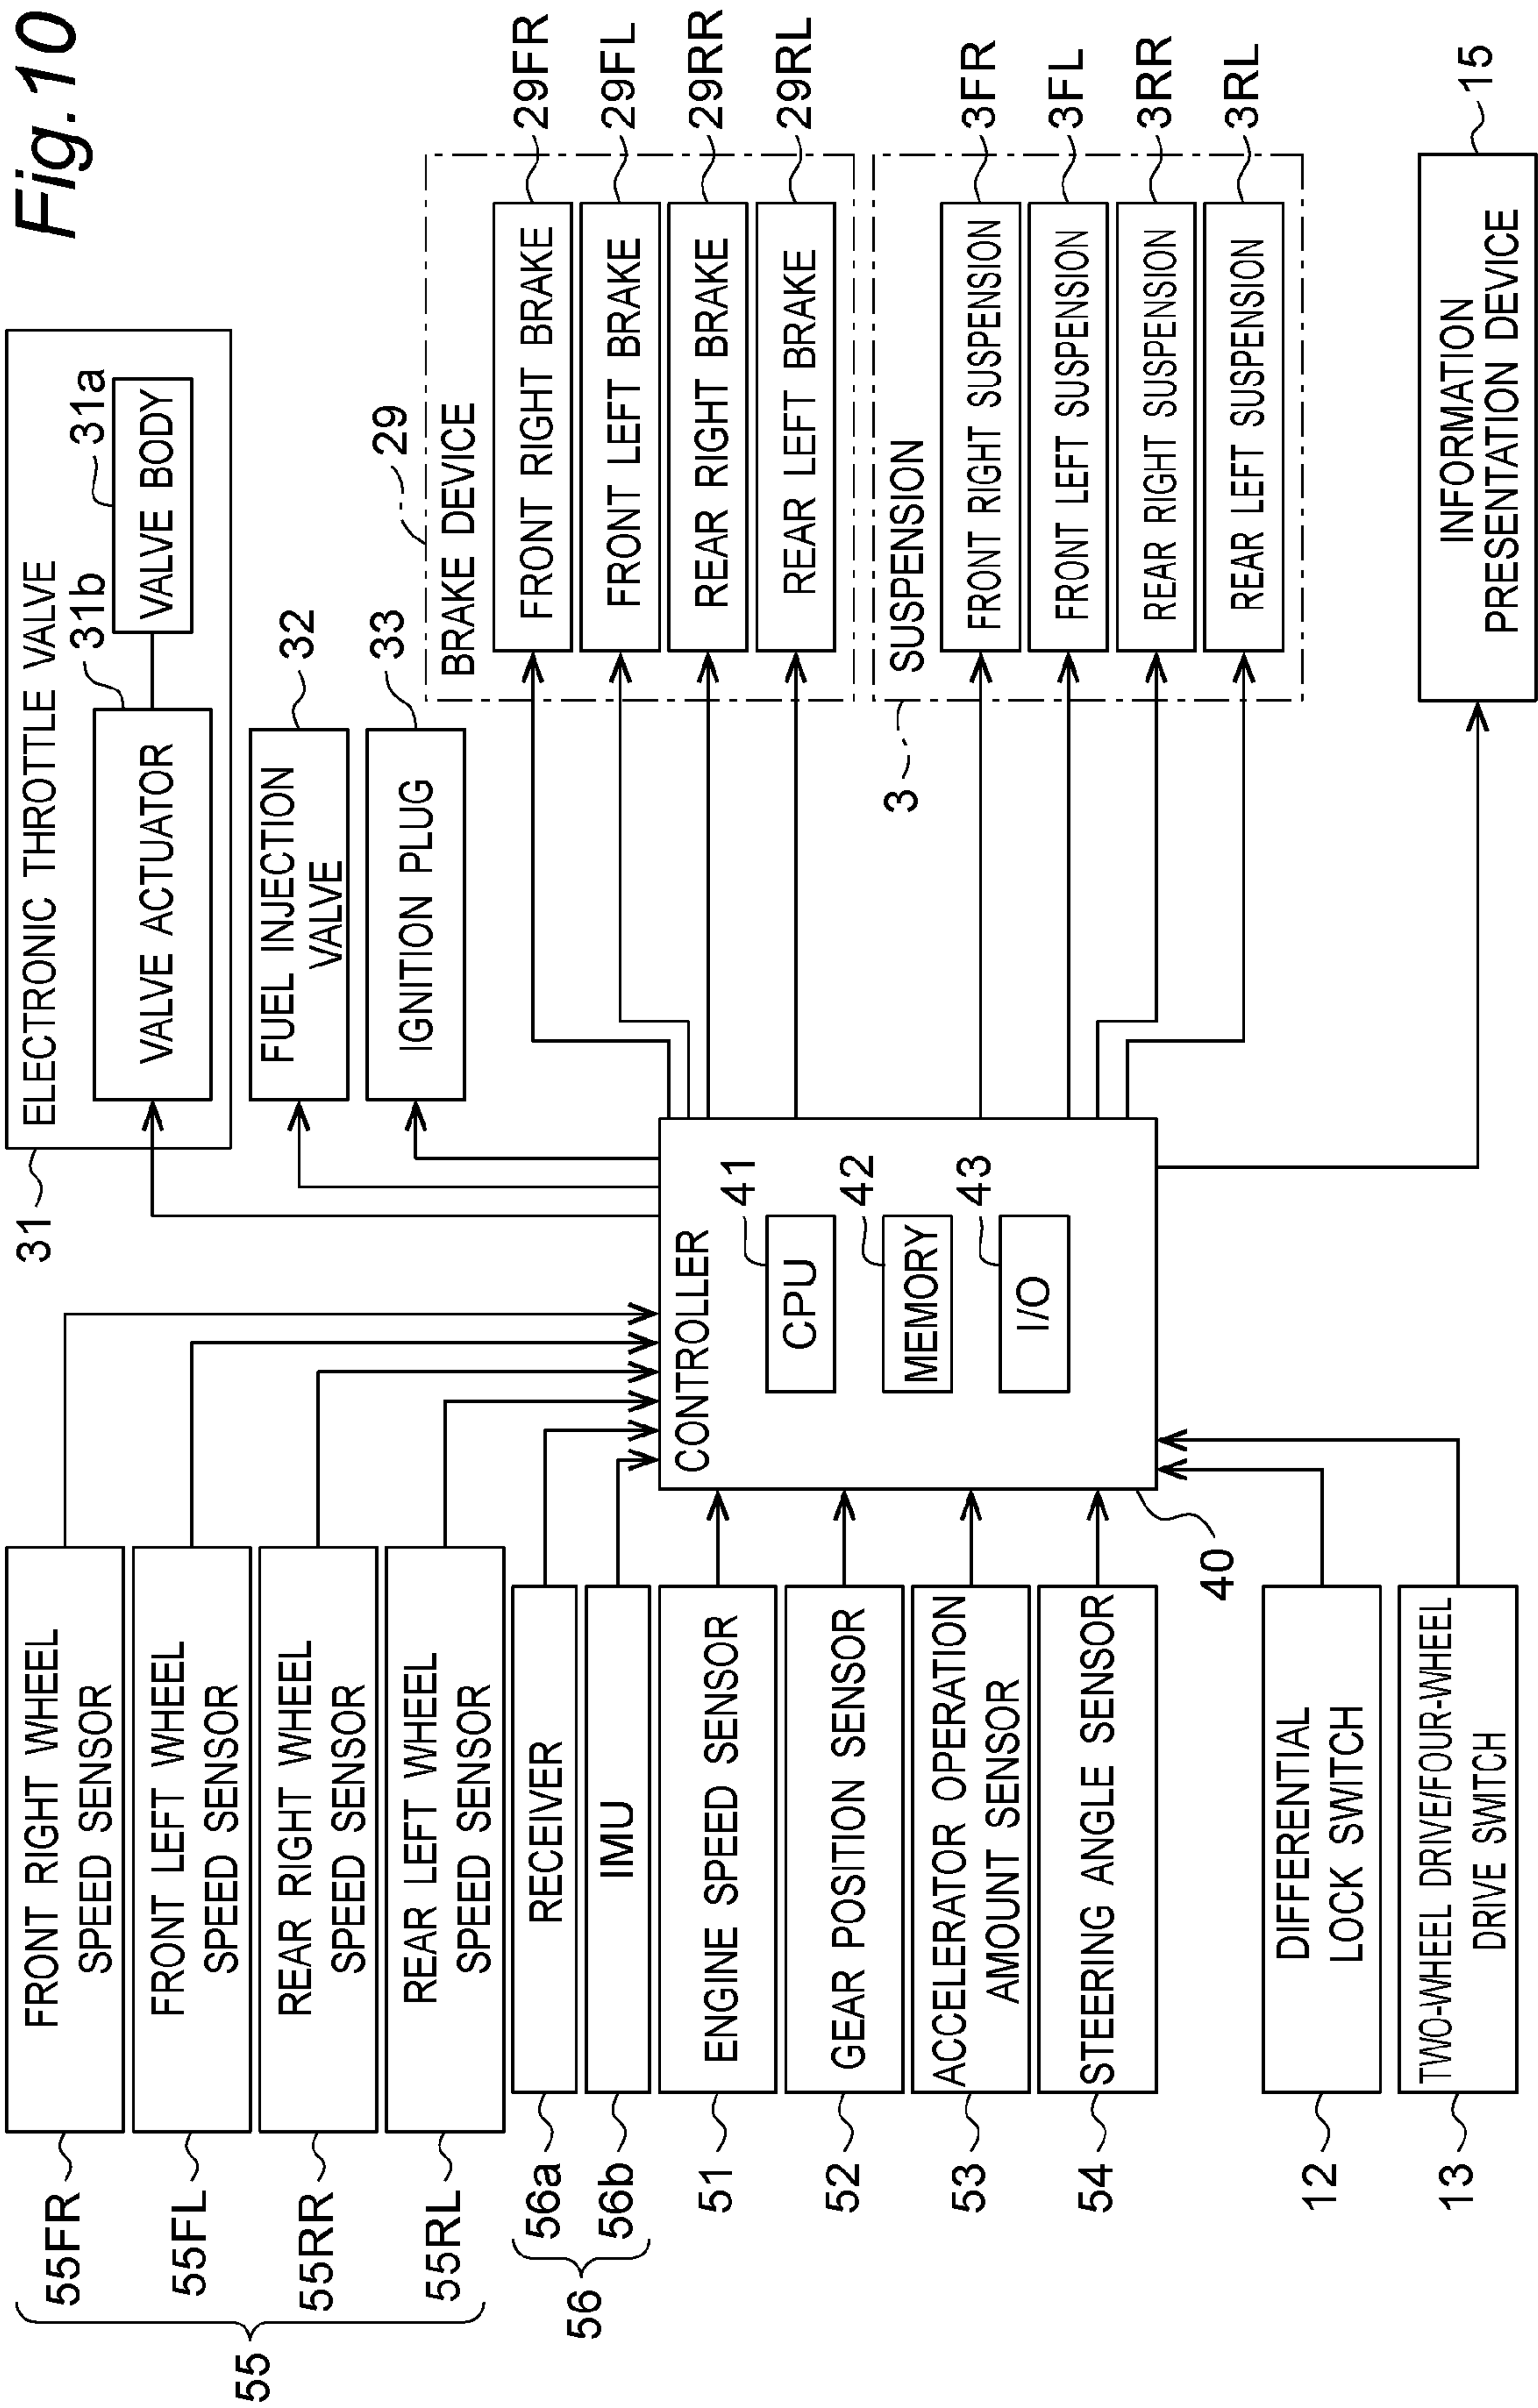 Fig.10
55
55FR
FRONT RIGHT WHEEL
SPEED SENSOR
55FL
FRONT LEFT WHEEL
SPEED SENSOR
55RR
REAR RIGHT WHEEL
SPEED SENSOR
55RL
REAR LEFT WHEEL
SPEED SENSOR
56
56a
RECEIVER
56b
IMU
51
ENGINE SPEED SENSOR
52
GEAR POSITION SENSOR
53
ACCELERATOR OPERATION
AMOUNT SENSOR
54
STEERING ANGLE SENSOR
12
DIFFERENTIAL
LOCK SWITCH
13
TWO-WHEEL DRIVE/FOUR-WHEEL
DRIVE SWITCH
40
CONTROLLER
41
CPU
42
MEMORY
43
I/O
31
ELECTRONIC THROTTLE VALVE
31b
VALVE ACTUATOR
31a
VALVE BODY
32
FUEL INJECTION
VALVE
33
IGNITION PLUG
29
BRAKE DEVICE
FRONT RIGHT BRAKE
29FR
FRONT LEFT BRAKE
29FL
REAR RIGHT BRAKE
29RR
REAR LEFT BRAKE
29RL
3
SUSPENSION
FRONT RIGHT SUSPENSION
3FR
FRONT LEFT SUSPENSION
3FL
REAR RIGHT SUSPENSION
3RR
REAR LEFT SUSPENSION
3RL
INFORMATION
PRESENTATION DEVICE
15